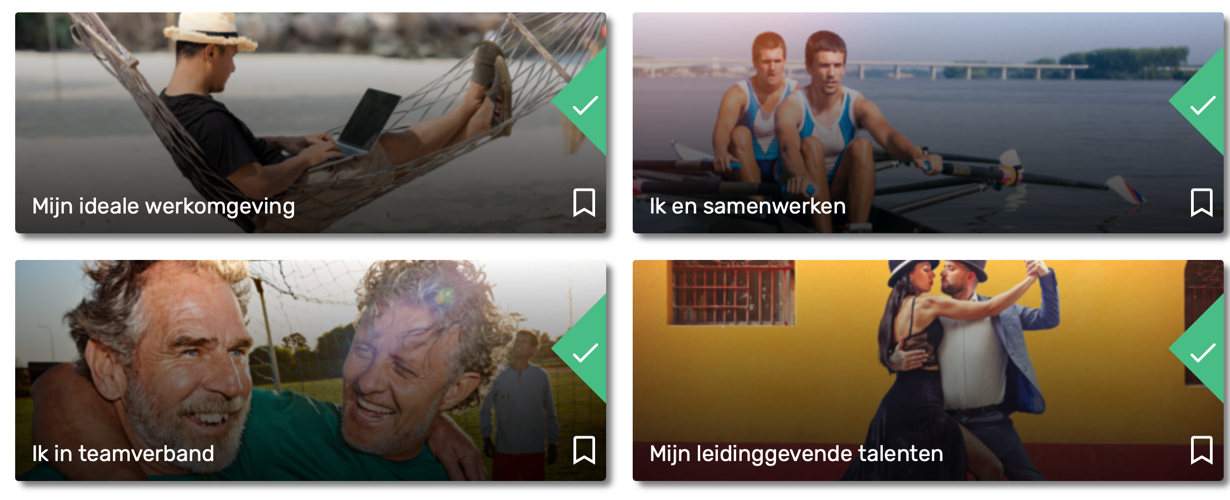 Mijn ideale werkomgeving
Ik en samenwerken
Ik in teamverband
Mijn leidinggevende talenten